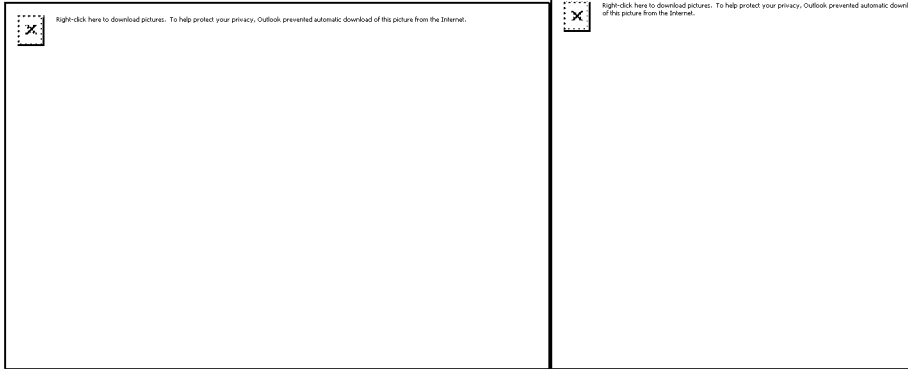 Right-click here to download pictures. To help protect your privacy, Outlook prevented automatic download of this picture from the Internet.
Right-click here to download pictures. To help protect your privacy, Outlook prevented automatic
of this picture from the Internet.